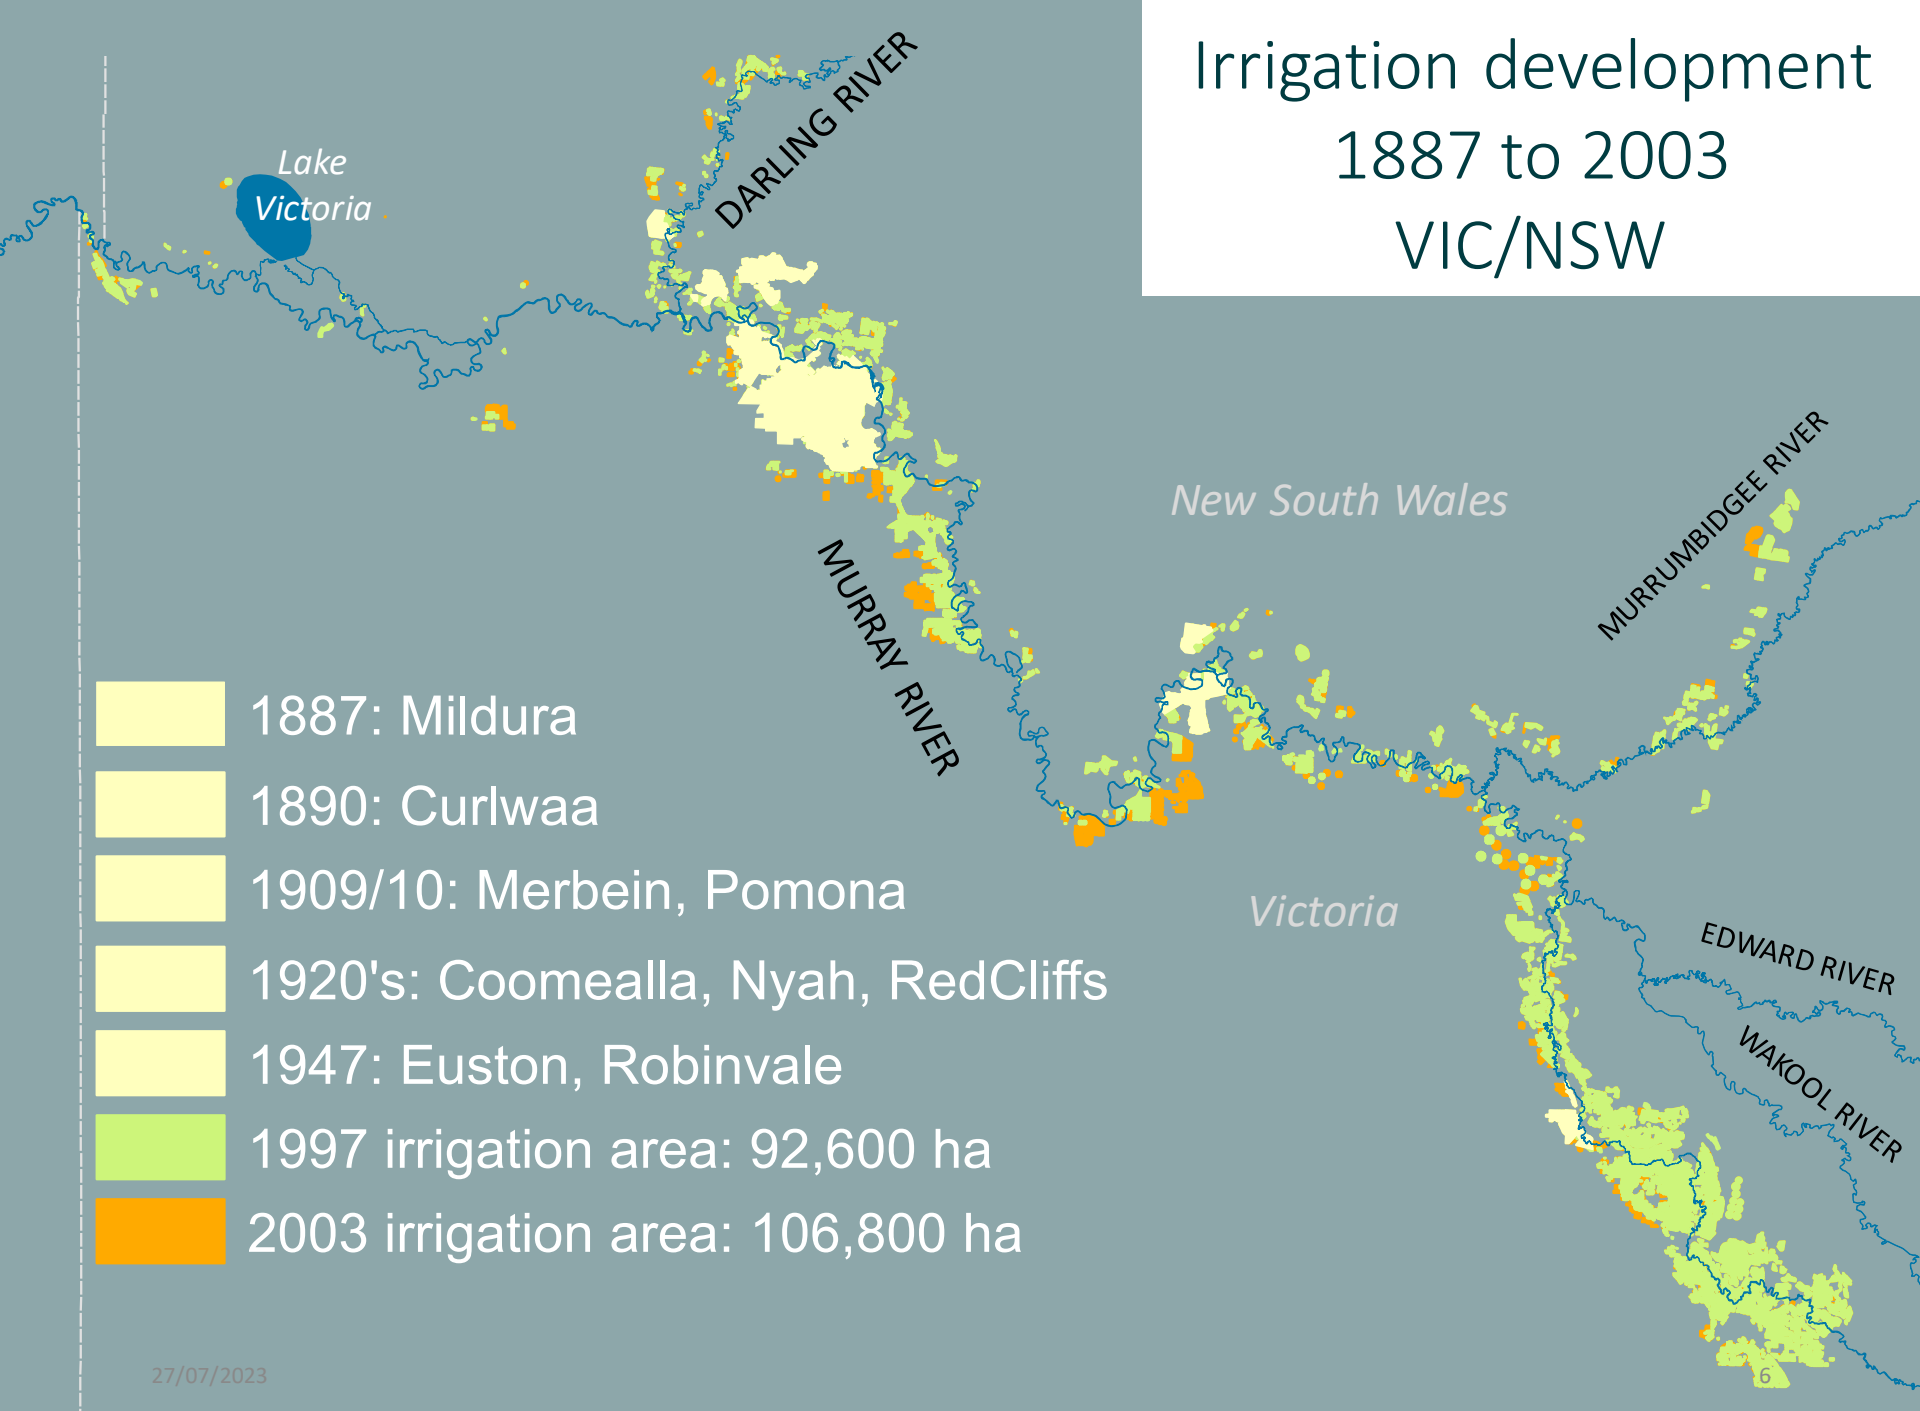 Irrigation development
1887 to 2003
VIC/NSW
DARLING RIVER
Lake
Victoria
New South Wales
MURRUMBIDGEE RIVER
MURRAY RIVER
Victoria
EDWARD RIVER
WAKOOL RIVER
1887: Mildura
1890: Curlwaa
1909/10: Merbein, Pomona
1920's: Coomealla, Nyah, RedCliffs
1947: Euston, Robinvale
1997 irrigation area: 92,600 ha
2003 irrigation area: 106,800 ha
27/07/2023
6